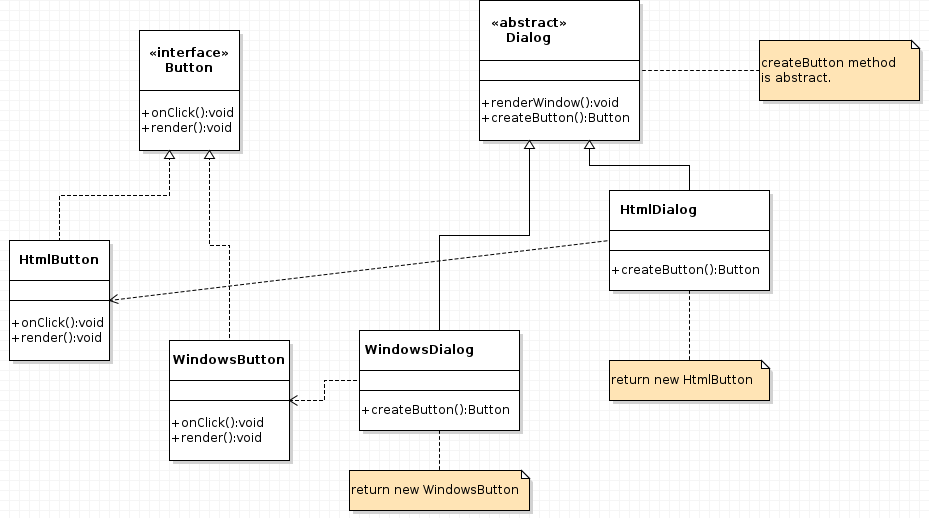 «interface»
Button
+onClick():void
+render():void
«abstract»
Dialog
+renderWindow():void
+createButton():Button
createButton method
is abstract.
HtmlButton
+onClick():void
+render():void
WindowsButton
+onClick():void
+render():void
WindowsDialog
+createButton():Button
return new WindowsButton
HtmlDialog
+createButton():Button
return new HtmlButton